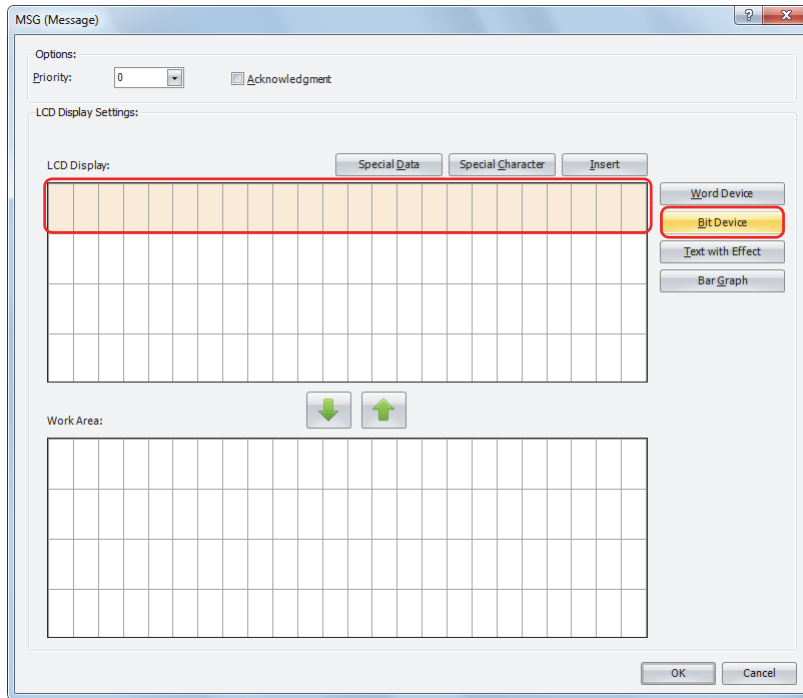 MSG (Message)
Options:
Priority: 0 Acknowledgment
LCD Display Settings:
LCD Display: Special Data Special Character Insert
Word Device
Bit Device
Text with Effect
Bar Graph
Work Area:
OK Cancel